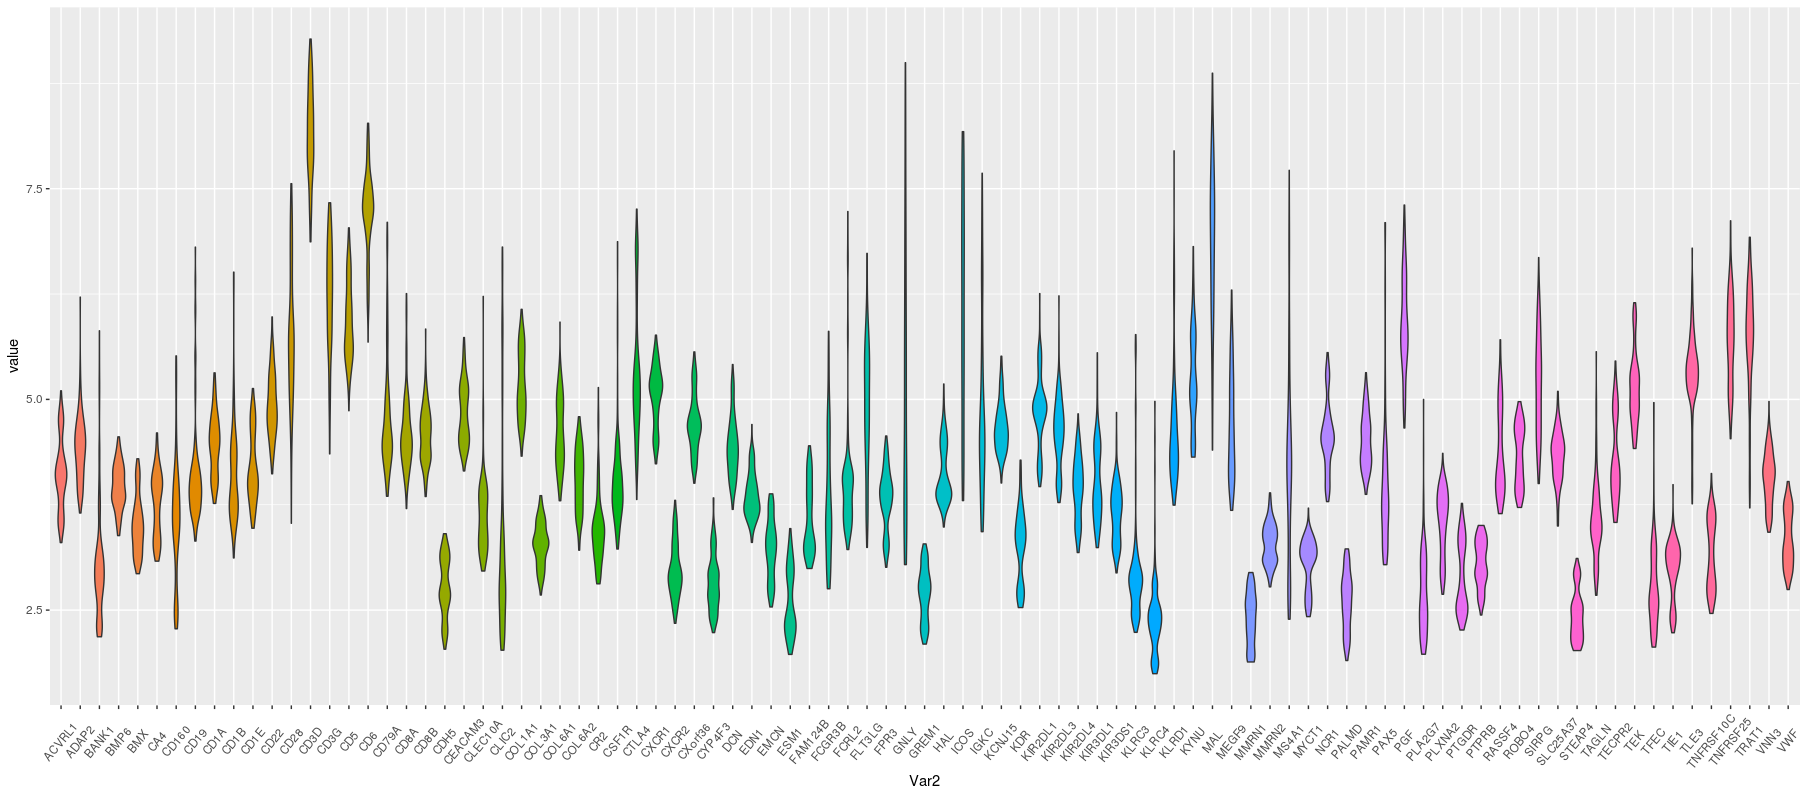 value
7.5
5.0
2.5
ACVRL1
ADAP2
BANK1
BMP6
BMX
CA4
CD160
CD19
CD1A
CD1B
CD1E
CD22
CD28
CD3D
CD3G
CD5
CD6
CD79A
CD8A
CD8B
CDH5
CEACAM3
CLEC10A
CLIC2
COL1A1
COL3A1
COL6A1
COL6A2
CR2
CSF1R
CTLA4
CXCR1
CXCR2
CXorf36
CYP4F3
DCN
EDN1
EMCN
ESM1
FAM124B
FCGR3B
FCRL2
FLT3LG
FPR3
GNLY
GREM1
HAL
ICOS
IGKC
KCNJ15
KDR
KIR2DL1
KIR2DL3
KIR2DL4
KIR3DL1
KIR3DS1
KLRC3
KLRC4
KLRD1
KYNU
MAL
MEGF9
MMRN1
MMRN2
MS4A1
MYCT1
NCR1
PALMD
PAMR1
PAX5
PGF
PLA2G7
PLXNA2
PTGDR
PTPRB
RASSF4
ROBO4
SIRPG
SLC25A37
STEAP4
TAGLN
TECPR2
TEK
TFEC
TIE1
TLE3
TNFRSF10C
TNFRSF25
TRAT1
VNN3
VWF
Var2